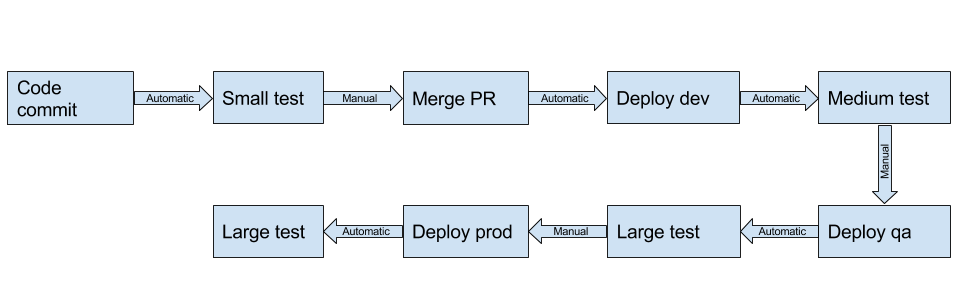 Code
commit
Automatic
Small test
Manual
Merge PR
Automatic
Deploy dev
Automatic
Medium test
Manual
Deploy qa
Automatic
Large test
Manual
Deploy prod
Automatic
Large test